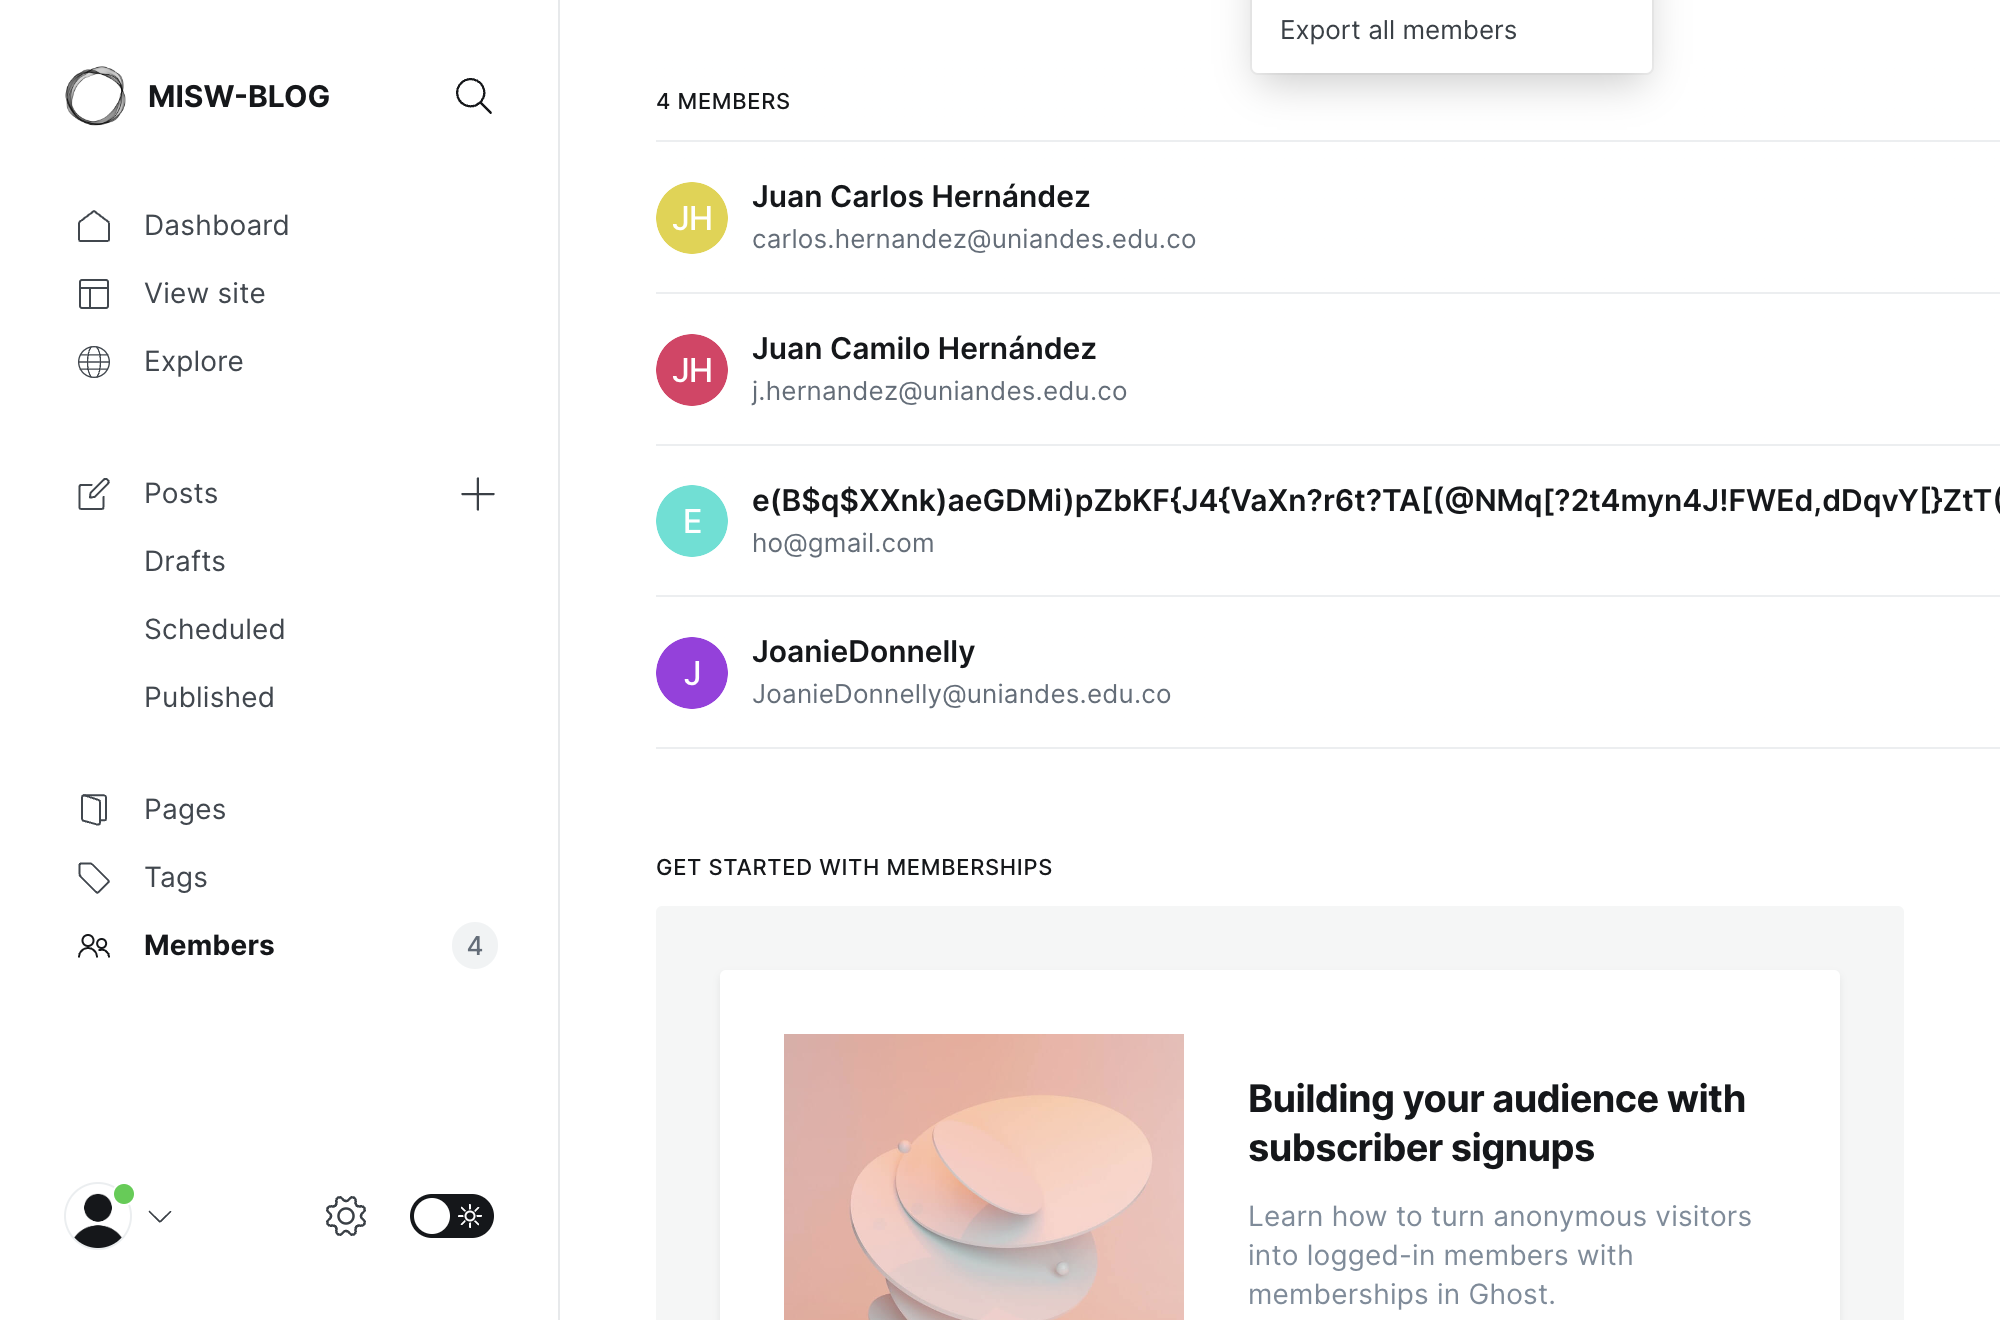 MISW-BLOG
Dashboard
View site
Explore
Posts
Drafts
Scheduled
Published
Pages
Tags
Members
4
Export all members
4 MEMBERS
JH
Juan Carlos Hernández
carlos.hernandez@uniandes.edu.co
JH
Juan Camilo Hernández
j.hernandez@uniandes.edu.co
E
e(B$q$XXnk)aeGDMi)pZbKF{J4{VaXn?r6t?TA[(@NMq[?2t4myn4J!FWEd,dDqvY[}ZtT(
ho@gmail.com
J
JoanieDonnelly
JoanieDonnelly@uniandes.edu.co
GET STARTED WITH MEMBERSHIPS
Building your audience with
subscriber signups
Learn how to turn anonymous visitors
into logged-in members with
memberships in Ghost.